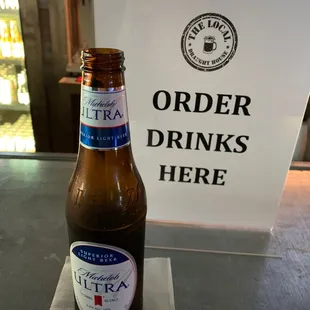 THE LOCAL
DRAUGHT HOUSE
ORDER
DRINKS
HERE
Michelob
ULTRA
SUPERIOR LIGHT BEER
SUPERIOR
LIGHT BEER
Michelob
ULTRA